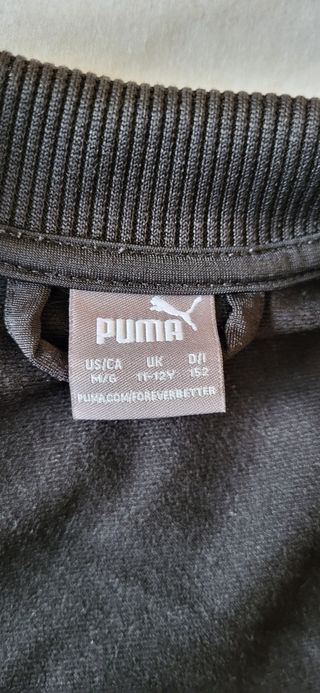 PUMA
US/CA UK D/I
M/G 11-12Y 152
PUMA.COM/FOREVERBETTER